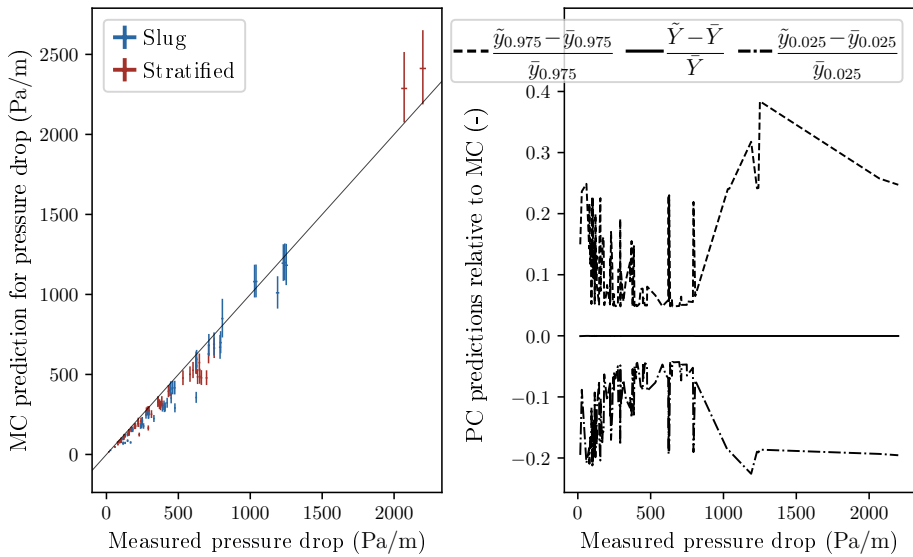 Slug
Stratified
MC prediction for pressure drop (Pa/m)
2500
2000
1500
1000
500
0
0 500 1000 1500 2000
Measured pressure drop (Pa/m)
ỹ0.975−ȳ0.975 / ȳ0.975 Ỹ−Ȳ / Ȳ ỹ0.025−ȳ0.025 / ȳ0.025
PC predictions relative to MC (-)
0.4
0.3
0.2
0.1
0.0
−0.1
−0.2
0 500 1000 1500 2000
Measured pressure drop (Pa/m)